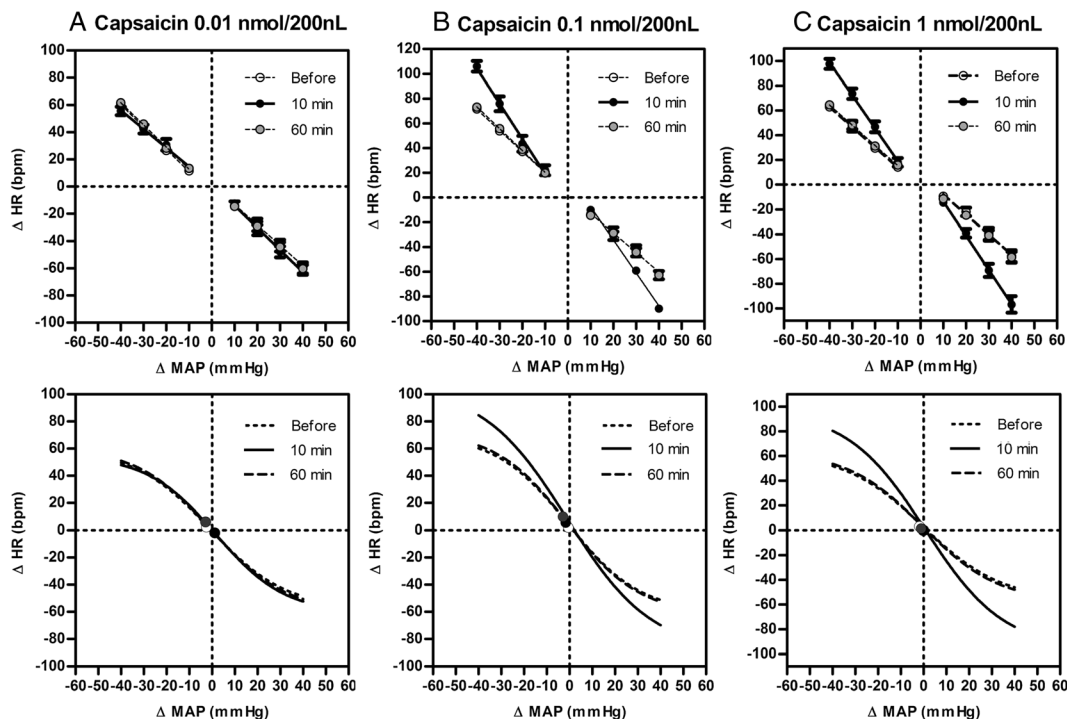 A Capsaicin 0.01 nmol/200nL
100
80
60
40
20
0
-20
-40
-60
-80
-100
Δ HR (bpm)
Before
10 min
60 min
-60-50-40-30-20-10 0 10 20 30 40 50 60
Δ MAP (mmHg)
B Capsaicin 0.1 nmol/200nL
120
100
80
60
40
20
0
-20
-40
-60
-80
-100
Δ HR (bpm)
Before
10 min
60 min
-60-50-40-30-20-10 0 10 20 30 40 50 60
Δ MAP (mmHg)
C Capsaicin 1 nmol/200nL
100
80
60
40
20
0
-20
-40
-60
-80
-100
Δ HR (bpm)
Before
10 min
60 min
-60-50-40-30-20-10 0 10 20 30 40 50 60
Δ MAP (mmHg)
100
80
60
40
20
0
-20
-40
-60
-80
-100
Δ HR (bpm)
Before
10 min
60 min
-60-50-40-30-20-10 0 10 20 30 40 50 60
Δ MAP (mmHg)
100
80
60
40
20
0
-20
-40
-60
-80
-100
Δ HR (bpm)
Before
10 min
60 min
-60-50-40-30-20-10 0 10 20 30 40 50 60
Δ MAP (mmHg)
100
80
60
40
20
0
-20
-40
-60
-80
-100
Δ HR (bpm)
Before
10 min
60 min
-60-50-40-30-20-10 0 10 20 30 40 50 60
Δ MAP (mmHg)